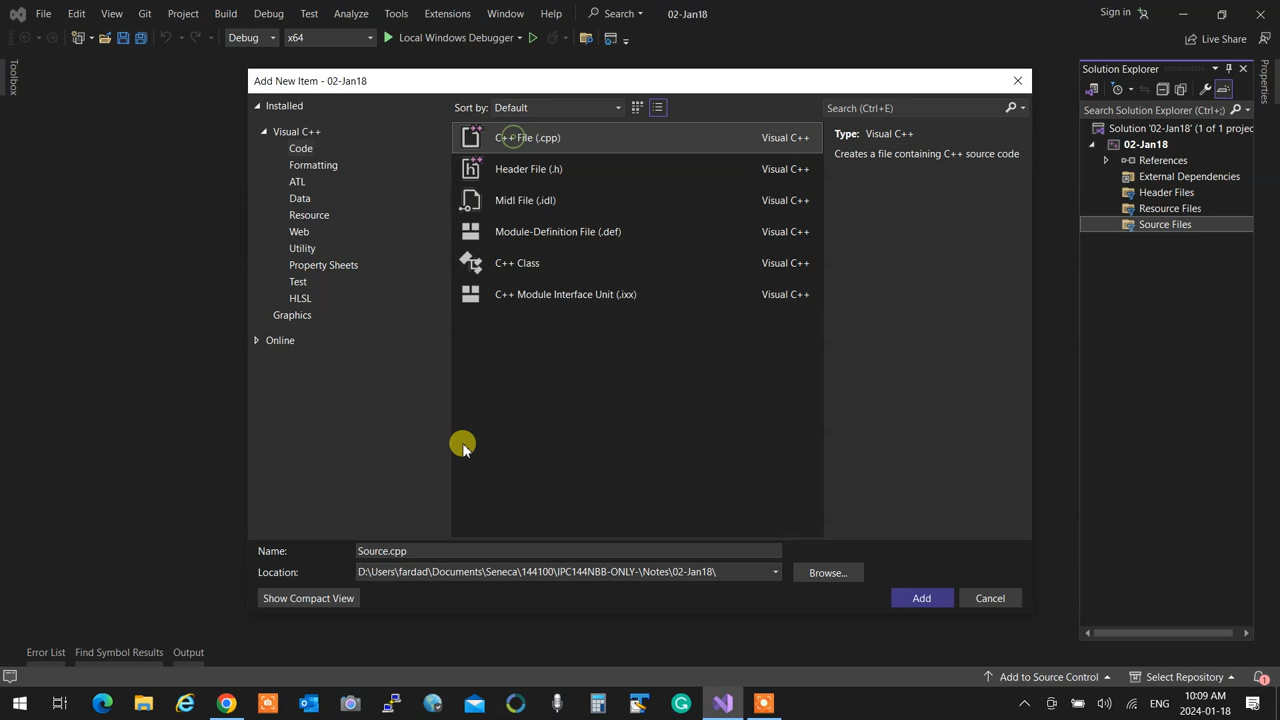 File Edit View Git Project Build Debug Test Analyze Tools Extensions Window Help Search 02-Jan18 Sign in
Debug x64 Local Windows Debugger Live Share
Toolbox
Add New Item - 02-Jan18
Installed
Visual C++
Code
Formatting
ATL
Data
Resource
Web
Utility
Property Sheets
Test
HLSL
Graphics
Online
Sort by: Default
Search (Ctrl+E)
C++ File (.cpp) Visual C++
Header File (.h) Visual C++
Midl File (.idl) Visual C++
Module-Definition File (.def) Visual C++
C++ Class Visual C++
C++ Module Interface Unit (.ixx) Visual C++
Type: Visual C++
Creates a file containing C++ source code
Name: Source.cpp
Location: D:\Users\fardad\Documents\Seneca\144100\IPC144NBB-ONLY-\Notes\02-Jan18\
Browse...
Show Compact View
Add Cancel
Solution Explorer
Search Solution Explorer (Ctrl+;)
Solution '02-Jan18' (1 of 1 projec
02-Jan18
References
External Dependencies
Header Files
Resource Files
Source Files
Properties
Error List Find Symbol Results Output
Add to Source Control Select Repository 1
ENG 10:09 AM
2024-01-18 3